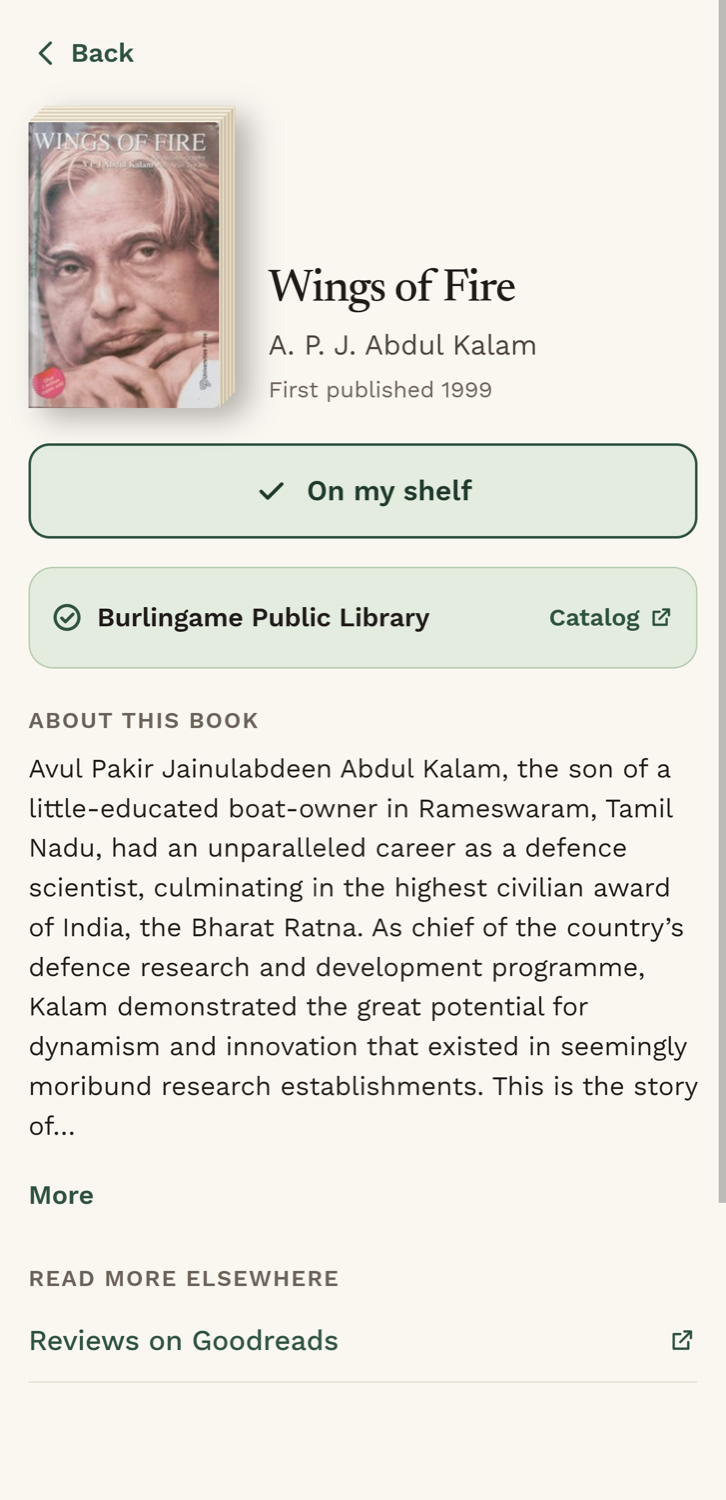 Back
WINGS OF FIRE
A P J Abdul Kalam
Wings of Fire
A. P. J. Abdul Kalam
First published 1999
On my shelf
Burlingame Public Library
Catalog
ABOUT THIS BOOK
Avul Pakir Jainulabdeen Abdul Kalam, the son of a
little-educated boat-owner in Rameswaram, Tamil
Nadu, had an unparalleled career as a defence
scientist, culminating in the highest civilian award
of India, the Bharat Ratna. As chief of the country’s
defence research and development programme,
Kalam demonstrated the great potential for
dynamism and innovation that existed in seemingly
moribund research establishments. This is the story
of...
More
READ MORE ELSEWHERE
Reviews on Goodreads